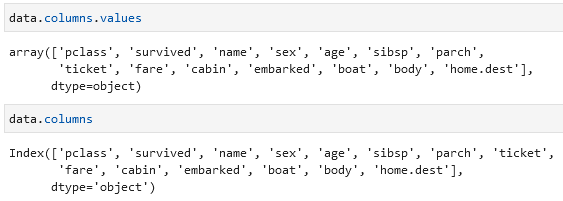 data.columns.values
array(['pclass', 'survived', 'name', 'sex', 'age', 'sibsp', 'parch',
'ticket', 'fare', 'cabin', 'embarked', 'boat', 'body', 'home.dest'],
dtype=object)
data.columns
Index(['pclass', 'survived', 'name', 'sex', 'age', 'sibsp', 'parch', 'ticket',
'fare', 'cabin', 'embarked', 'boat', 'body', 'home.dest'],
dtype='object')